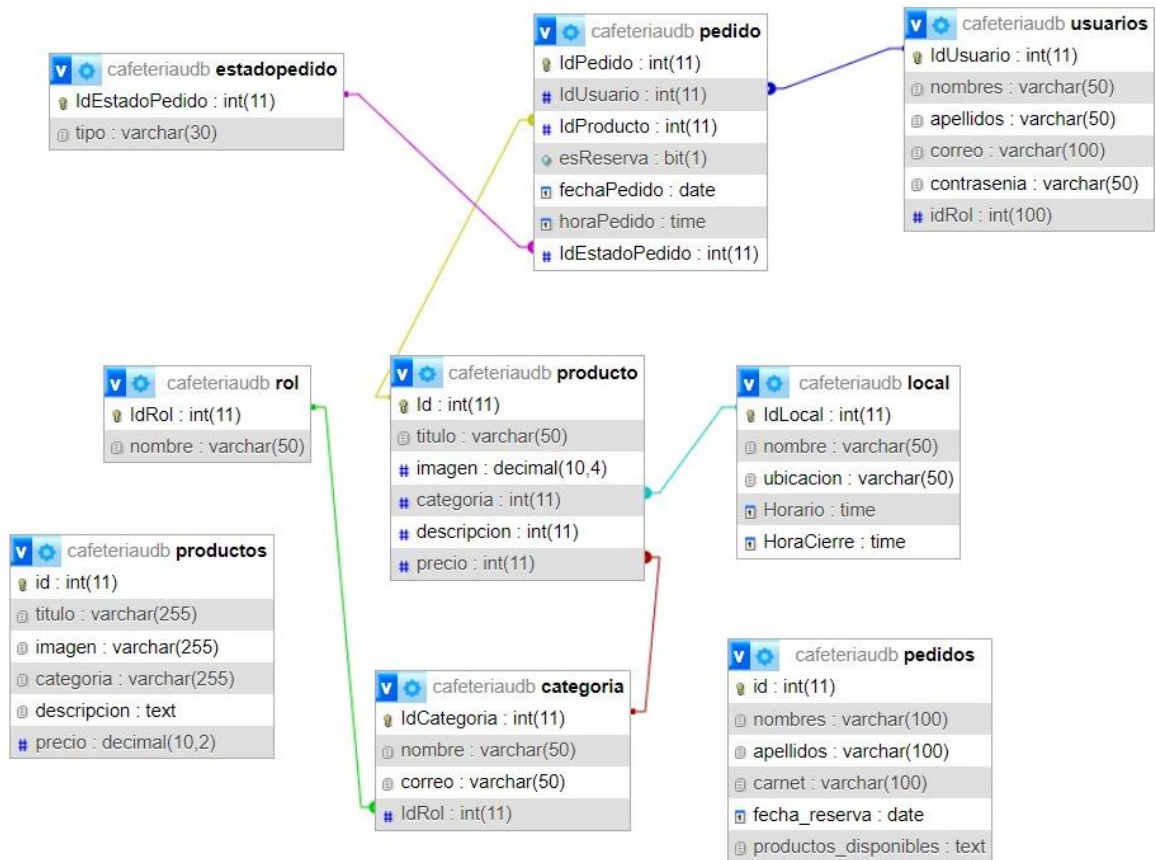 cafeteriaudb estadopedido
IdEstadoPedido : int(11)
tipo : varchar(30)
cafeteriaudb pedido
IdPedido : int(11)
IdUsuario : int(11)
IdProducto : int(11)
esReserva : bit(1)
fechaPedido : date
horaPedido : time
IdEstadoPedido : int(11)
cafeteriaudb usuarios
IdUsuario : int(11)
nombres : varchar(50)
apellidos : varchar(50)
correo : varchar(100)
contrasenia : varchar(50)
idRol : int(100)
cafeteriaudb rol
IdRol : int(11)
nombre : varchar(50)
cafeteriaudb producto
Id : int(11)
titulo : varchar(50)
imagen : decimal(10,4)
categoria : int(11)
descripcion : int(11)
precio : int(11)
cafeteriaudb local
IdLocal : int(11)
nombre : varchar(50)
ubicacion : varchar(50)
Horario : time
HoraCierre : time
cafeteriaudb productos
id : int(11)
titulo : varchar(255)
imagen : varchar(255)
categoria : varchar(255)
descripcion : text
precio : decimal(10,2)
cafeteriaudb categoria
IdCategoria : int(11)
nombre : varchar(50)
correo : varchar(50)
IdRol : int(11)
cafeteriaudb pedidos
id : int(11)
nombres : varchar(100)
apellidos : varchar(100)
carnet : varchar(100)
fecha_reserva : date
productos_disponibles : text